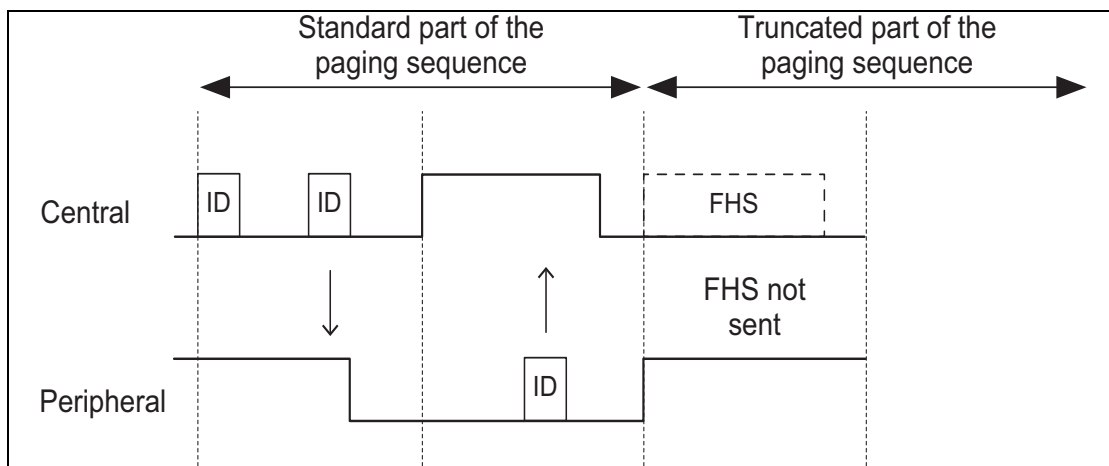 Standard part of the
paging sequence
Truncated part of the
paging sequence
Central
ID
ID
FHS
FHS not
sent
Peripheral
ID